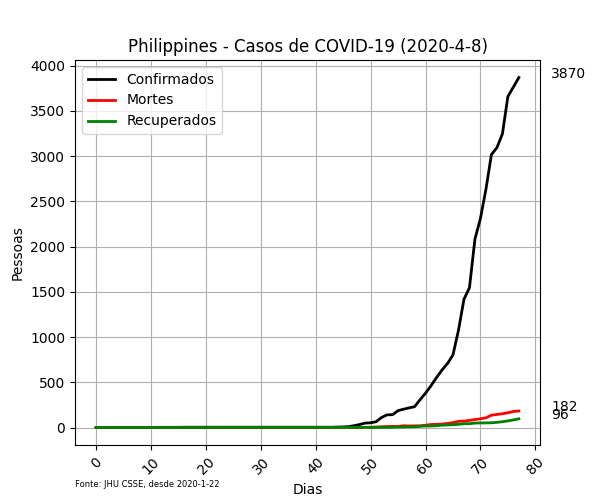 Philippines - Casos de COVID-19 (2020-4-8)
Confirmados
Mortes
Recuperados
Pessoas
4000
3500
3000
2500
2000
1500
1000
500
0
3870
182
96
0 10 20 30 40 50 60 70 80
Dias
Fonte: JHU CSSE, desde 2020-1-22